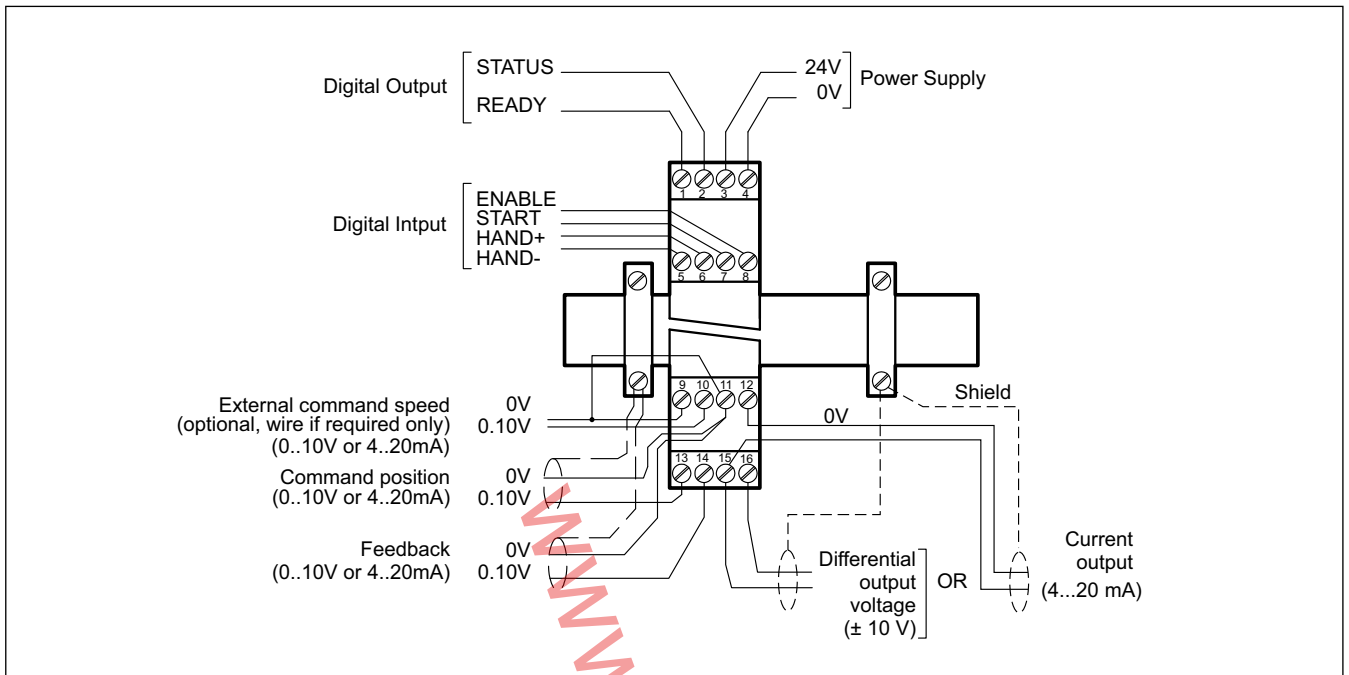 STATUS
Digital Output
READY
24V
0V
Power Supply
1 2 3 4
ENABLE
START
Digital Intput
HAND+
HAND-
5 6 7 8
9 10 11 12
External command speed
(optional, wire if required only)
(0..10V or 4..20mA)
0V
0.10V
0V
Shield
Command position
(0..10V or 4..20mA)
0V
0.10V
13 14 15 16
Feedback
(0..10V or 4..20mA)
0V
0.10V
Differential
output
voltage
(± 10 V)
OR
Current
output
(4...20 mA)
www